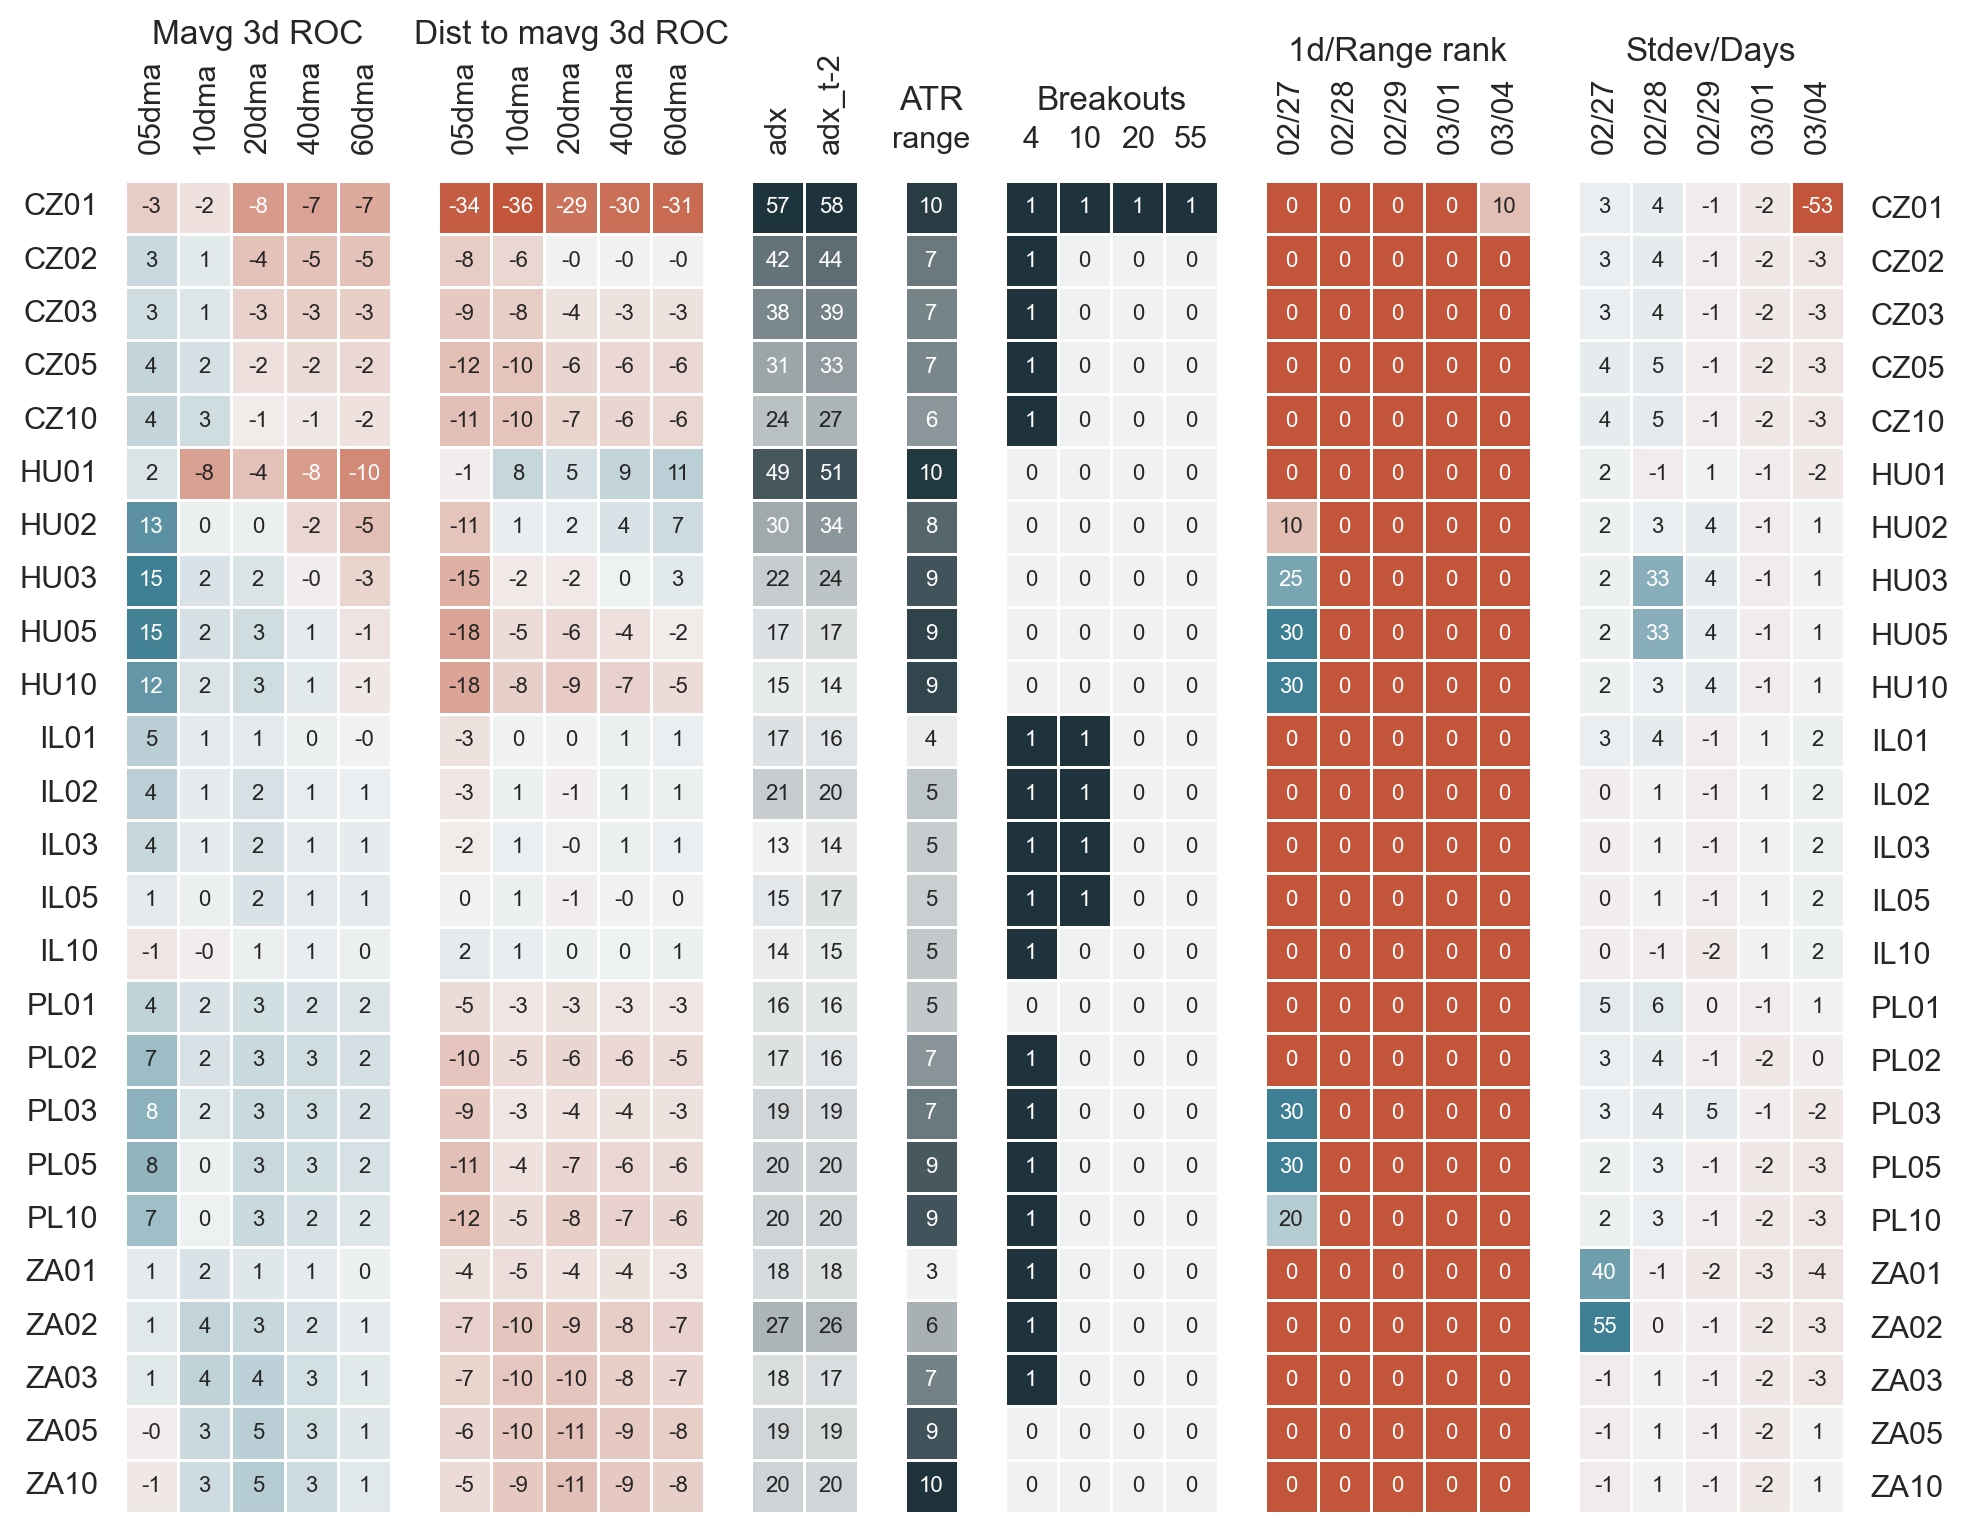 Mavg 3d ROC Dist to mavg 3d ROC 1d/Range rank Stdev/Days
05dma 10dma 20dma 40dma 60dma 05dma 10dma 20dma 40dma 60dma adx adx_t-2 ATR range Breakouts 4 10 20 55 02/27 02/28 02/29 03/01 03/04 02/27 02/28 02/29 03/01 03/04
CZ01 -3 -2 -8 -7 -7 -34 -36 -29 -30 -31 57 58 10 1 1 1 1 0 0 0 0 10 3 4 -1 -2 -53 CZ01
CZ02 3 1 -4 -5 -5 -8 -6 -0 -0 -0 42 44 7 1 0 0 0 0 0 0 0 0 3 4 -1 -2 -3 CZ02
CZ03 3 1 -3 -3 -3 -9 -8 -4 -3 -3 38 39 7 1 0 0 0 0 0 0 0 0 3 4 -1 -2 -3 CZ03
CZ05 4 2 -2 -2 -2 -12 -10 -6 -6 -6 31 33 7 1 0 0 0 0 0 0 0 0 4 5 -1 -2 -3 CZ05
CZ10 4 3 -1 -1 -2 -11 -10 -7 -6 -6 24 27 6 1 0 0 0 0 0 0 0 0 4 5 -1 -2 -3 CZ10
HU01 2 -8 -4 -8 -10 -1 8 5 9 11 49 51 10 0 0 0 0 0 0 0 0 0 2 -1 1 -1 -2 HU01
HU02 13 0 0 -2 -5 -11 1 2 4 7 30 34 8 0 0 0 0 10 0 0 0 0 2 3 4 -1 1 HU02
HU03 15 2 2 -0 -3 -15 -2 -2 0 3 22 24 9 0 0 0 0 25 0 0 0 0 2 33 4 -1 1 HU03
HU05 15 2 3 1 -1 -18 -5 -6 -4 -2 17 17 9 0 0 0 0 30 0 0 0 0 2 33 4 -1 1 HU05
HU10 12 2 3 1 -1 -18 -8 -9 -7 -5 15 14 9 0 0 0 0 30 0 0 0 0 2 3 4 -1 1 HU10
IL01 5 1 1 0 -0 -3 0 0 1 1 17 16 4 1 1 0 0 0 0 0 0 0 3 4 -1 1 2 IL01
IL02 4 1 2 1 1 -3 1 -1 1 1 21 20 5 1 1 0 0 0 0 0 0 0 0 1 -1 1 2 IL02
IL03 4 1 2 1 1 -2 1 -0 1 1 13 14 5 1 1 0 0 0 0 0 0 0 0 1 -1 1 2 IL03
IL05 1 0 2 1 1 0 1 -1 -0 0 15 17 5 1 1 0 0 0 0 0 0 0 0 1 -1 1 2 IL05
IL10 -1 -0 1 1 0 2 1 0 0 1 14 15 5 1 0 0 0 0 0 0 0 0 0 -1 -2 1 2 IL10
PL01 4 2 3 2 2 -5 -3 -3 -3 -3 16 16 5 0 0 0 0 0 0 0 0 0 5 6 0 -1 1 PL01
PL02 7 2 3 3 2 -10 -5 -6 -6 -5 17 16 7 1 0 0 0 0 0 0 0 0 3 4 -1 -2 0 PL02
PL03 8 2 3 3 2 -9 -3 -4 -4 -3 19 19 7 1 0 0 0 30 0 0 0 0 3 4 5 -1 -2 PL03
PL05 8 0 3 3 2 -11 -4 -7 -6 -6 20 20 9 1 0 0 0 30 0 0 0 0 2 3 -1 -2 -3 PL05
PL10 7 0 3 2 2 -12 -5 -8 -7 -6 20 20 9 1 0 0 0 20 0 0 0 0 2 3 -1 -2 -3 PL10
ZA01 1 2 1 1 0 -4 -5 -4 -4 -3 18 18 3 1 0 0 0 0 0 0 0 0 40 -1 -2 -3 -4 ZA01
ZA02 1 4 3 2 1 -7 -10 -9 -8 -7 27 26 6 1 0 0 0 0 0 0 0 0 55 0 -1 -2 -3 ZA02
ZA03 1 4 4 3 1 -7 -10 -10 -8 -7 18 17 7 1 0 0 0 0 0 0 0 0 -1 1 -1 -2 -3 ZA03
ZA05 -0 3 5 3 1 -6 -10 -11 -9 -8 19 19 9 0 0 0 0 0 0 0 0 0 -1 1 -1 -2 1 ZA05
ZA10 -1 3 5 3 1 -5 -9 -11 -9 -8 20 20 10 0 0 0 0 0 0 0 0 0 -1 1 -1 -2 1 ZA10